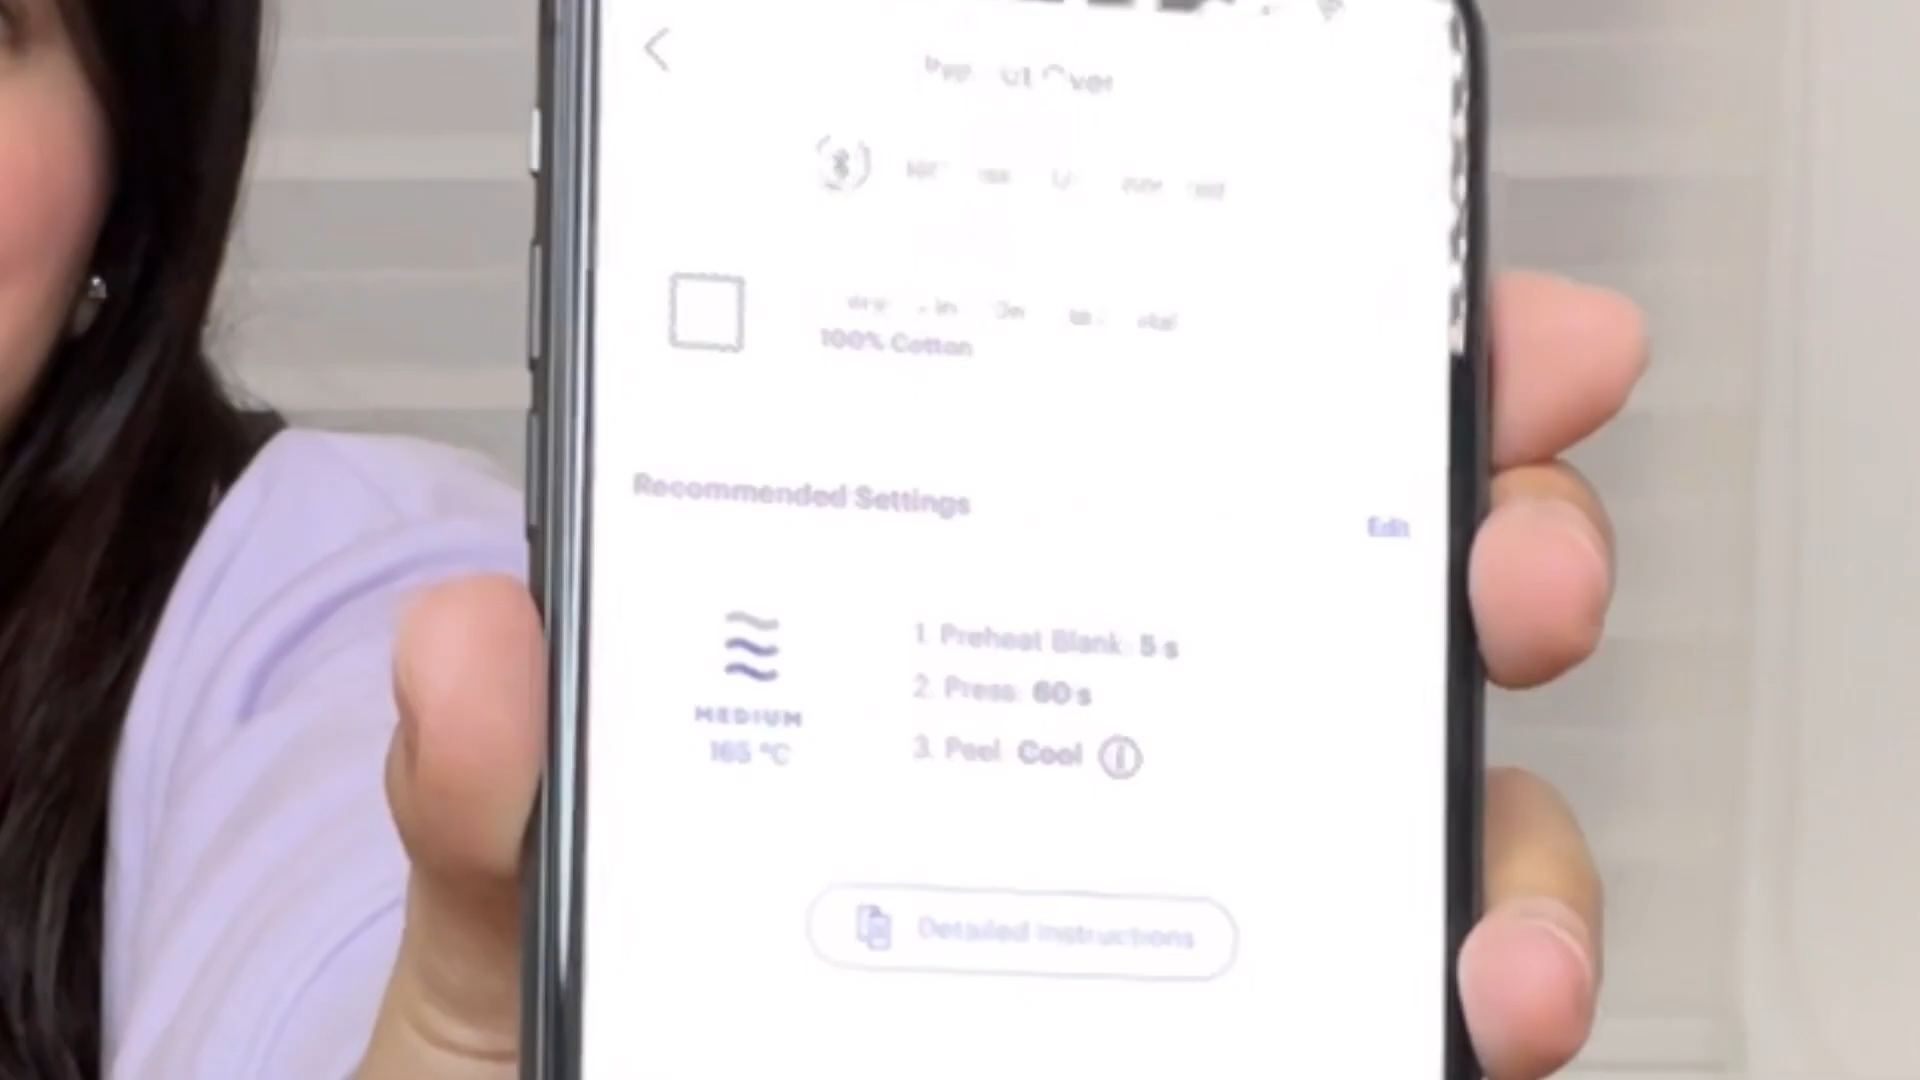 100% Cotton
Recommended Settings
Edit
MEDIUM
165 °C
1. Preheat Blank: 5 s
2. Press: 60 s
3. Peel: Cool
Detailed Instructions